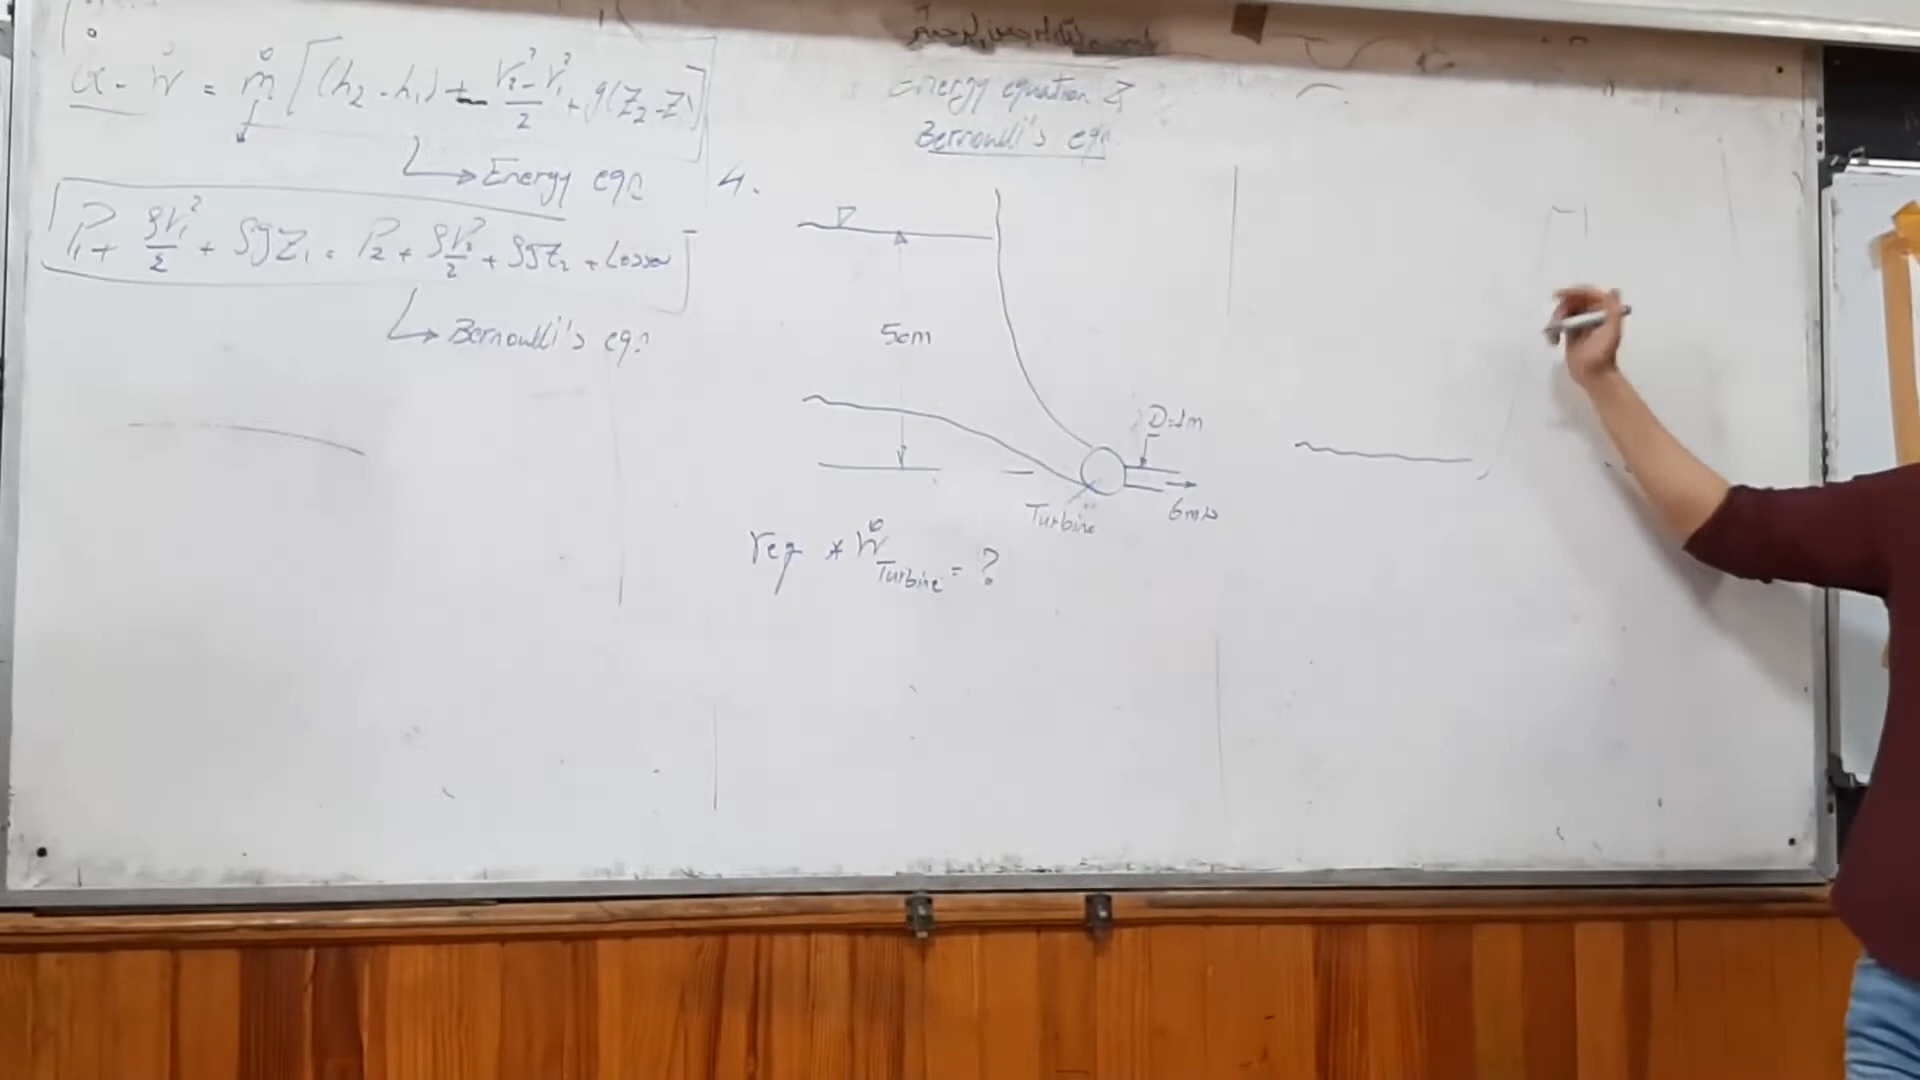 Q̇ - Ẇ = ṁ [(h₂ - h₁) + V₂² - V₁² / 2 + g(Z₂ - Z₁)]
→ Energy eqn
P₁ + ρV₁²/2 + ρgZ₁ = P₂ + ρV₂²/2 + ρgZ₂ + Losses
→ Bernoulli's eqn
Energy equation &
Bernoulli's eqn
4.
50m
D=1m
6m/s
Turbine
req * Ẇ Turbine = ?